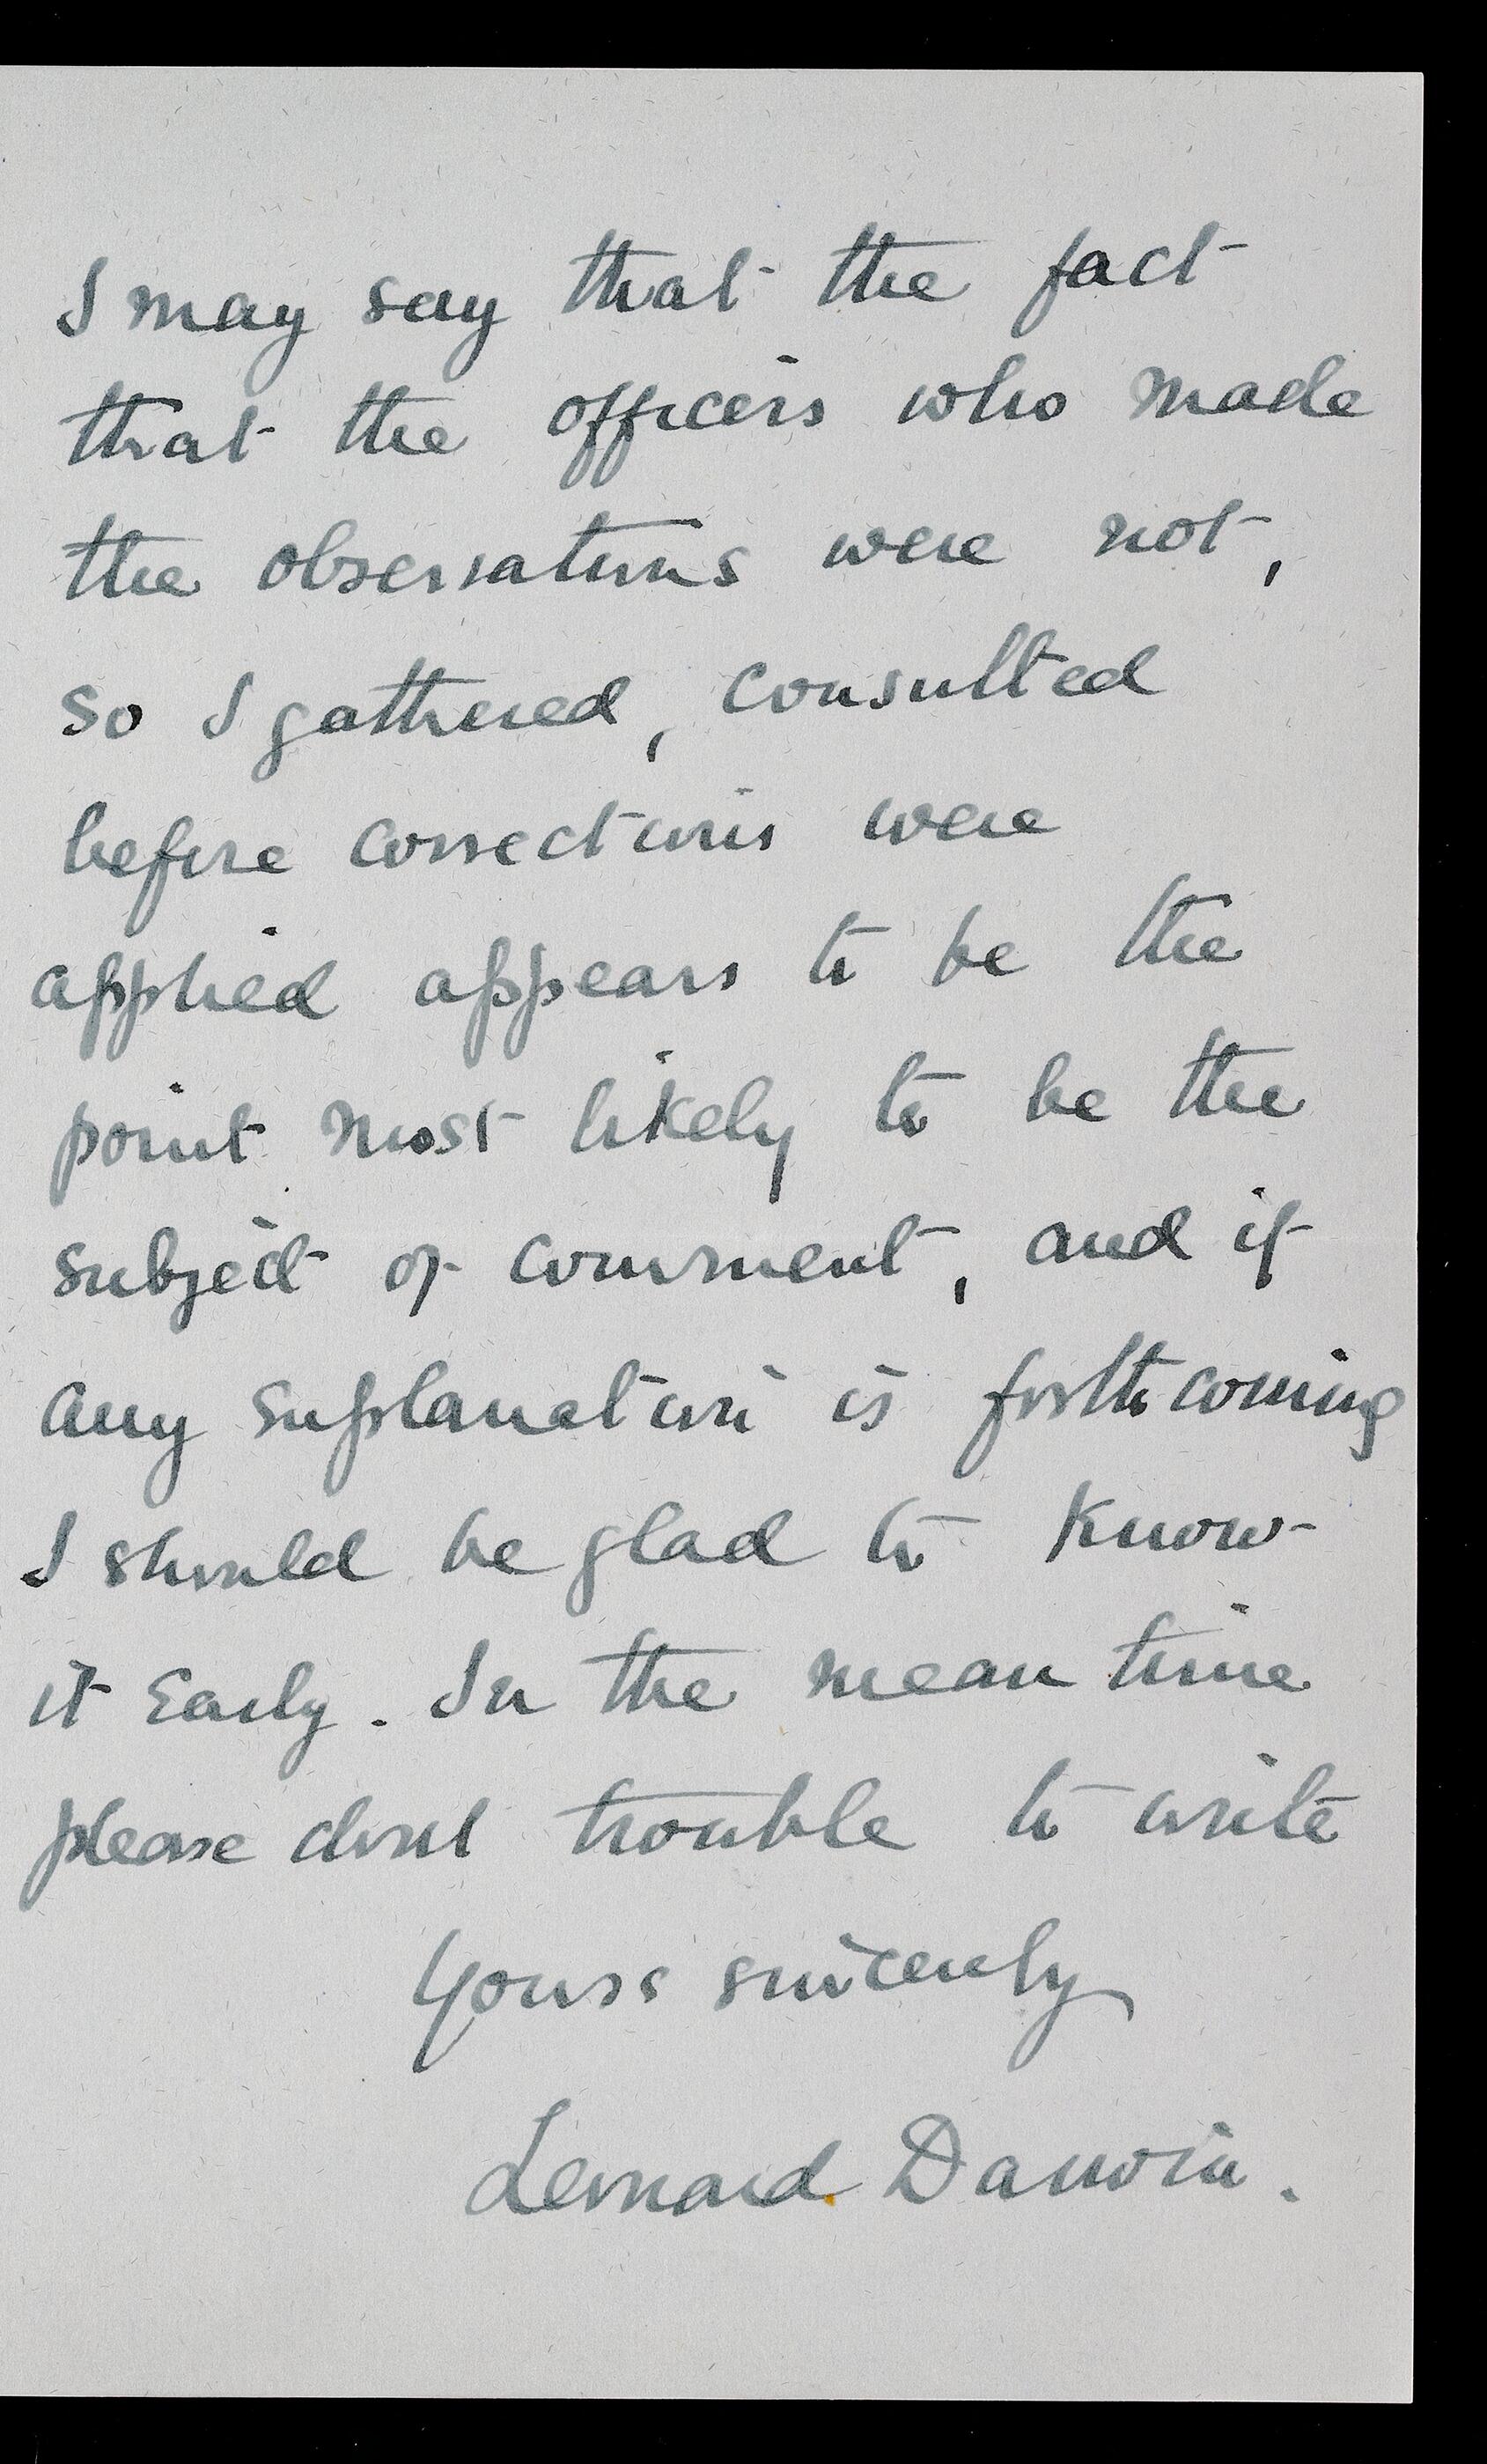 I may say that the fact
that the officers who made
the observations were not,
so I gathered, consulted
before corrections were
applied appears to be the
point most likely to be the
subject of comment, and if
any explanation is forthcoming
I should be glad to know
it early. In the mean time
please dont trouble to write
Yours sincerely
Leonard Darwin.